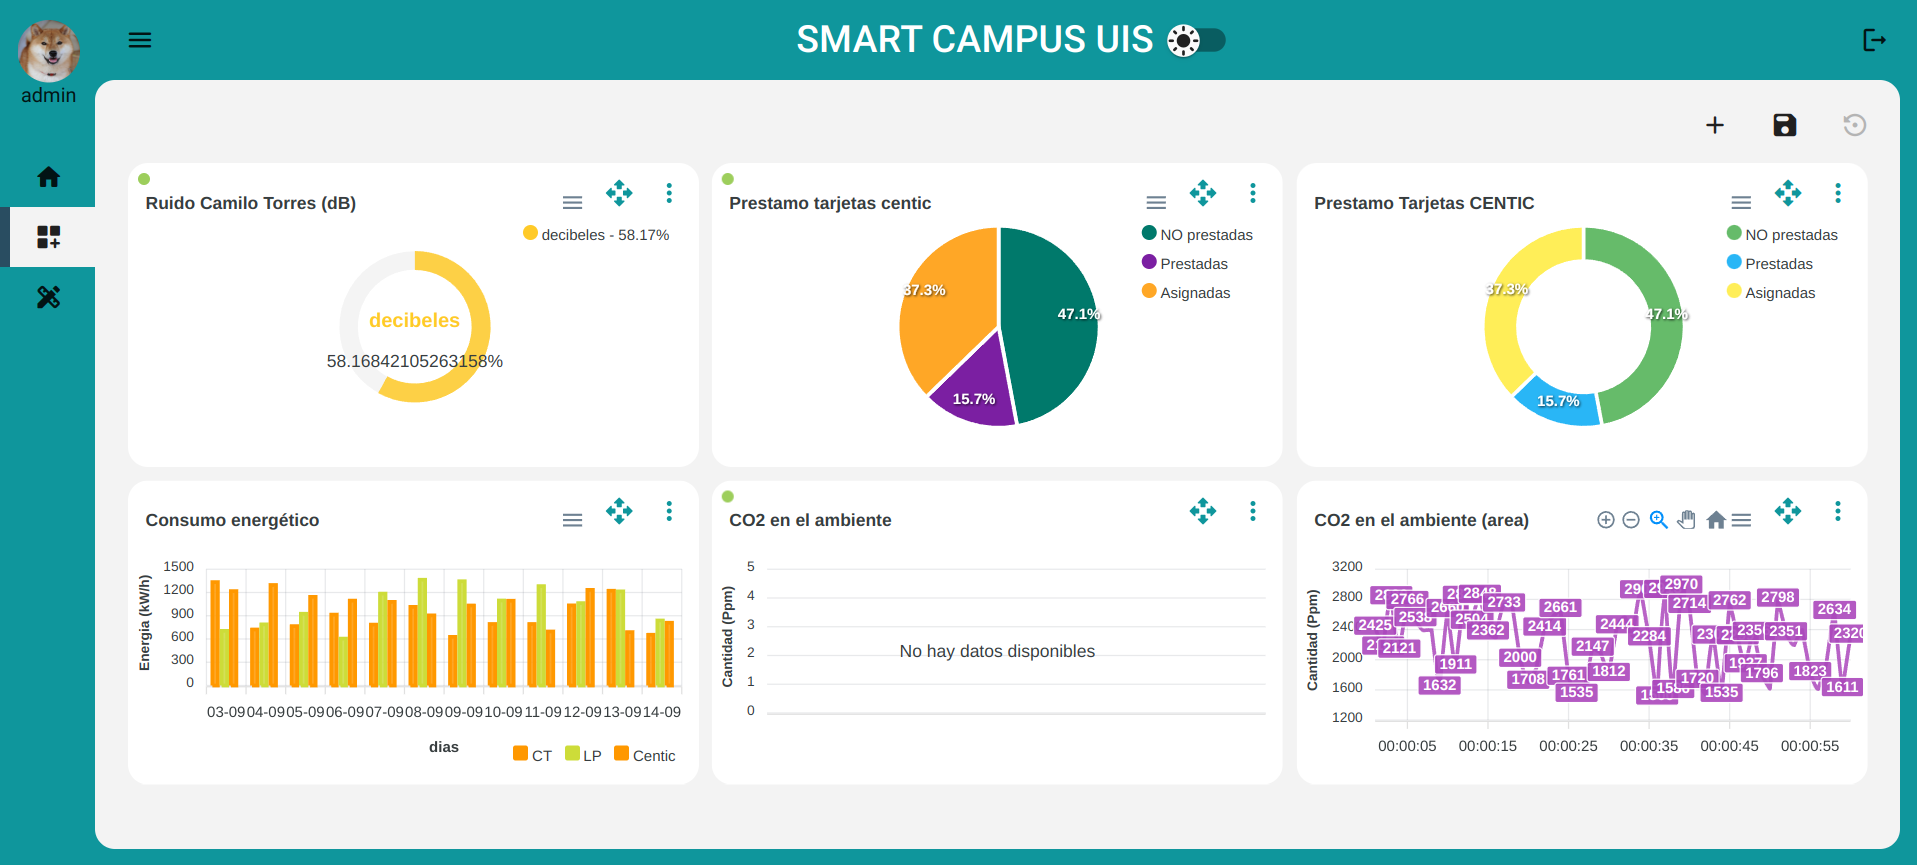 SMART CAMPUS UIS
admin
Ruido Camilo Torres (dB)
decibeles - 58.17%
decibeles
58.16842105263158%
Prestamo tarjetas centic
NO prestadas
Prestadas
Asignadas
37.3%
47.1%
15.7%
Prestamo Tarjetas CENTIC
NO prestadas
Prestadas
Asignadas
37.3%
47.1%
15.7%
Consumo energético
Energia (kW/h)
1500
1200
900
600
300
0
03-09 04-09 05-09 06-09 07-09 08-09 09-09 10-09 11-09 12-09 13-09 14-09
dias
CT LP Centic
CO2 en el ambiente
Cantidad (Ppm)
5
4
3
2
1
0
No hay datos disponibles
CO2 en el ambiente (area)
Cantidad (Ppm)
3200
2800
2000
1600
1200
2425
2766
2121
1632
1911
2362
2733
2000
1708
2414
2661
1761
1535
2147
1812
2444
2284
2970
2714
1720
1535
2762
1796
2798
2351
1823
2634
1611
00:00:05 00:00:15 00:00:25 00:00:35 00:00:45 00:00:55